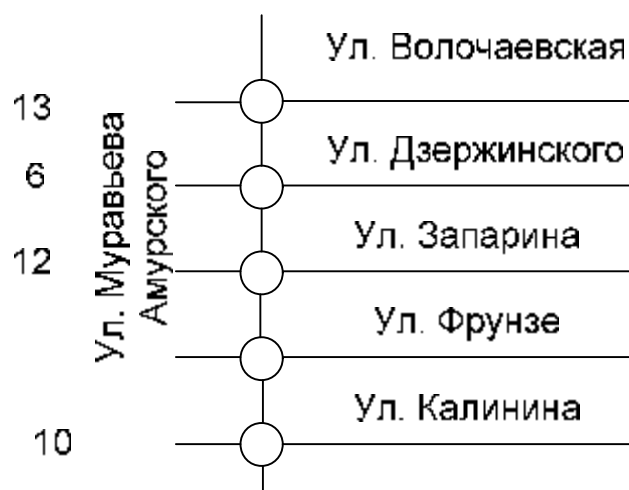 Ул. Волочаевская
13
Ул. Дзержинского
6
Ул. Запарина
12
Ул. Муравьева
Амурского
Ул. Фрунзе
Ул. Калинина
10